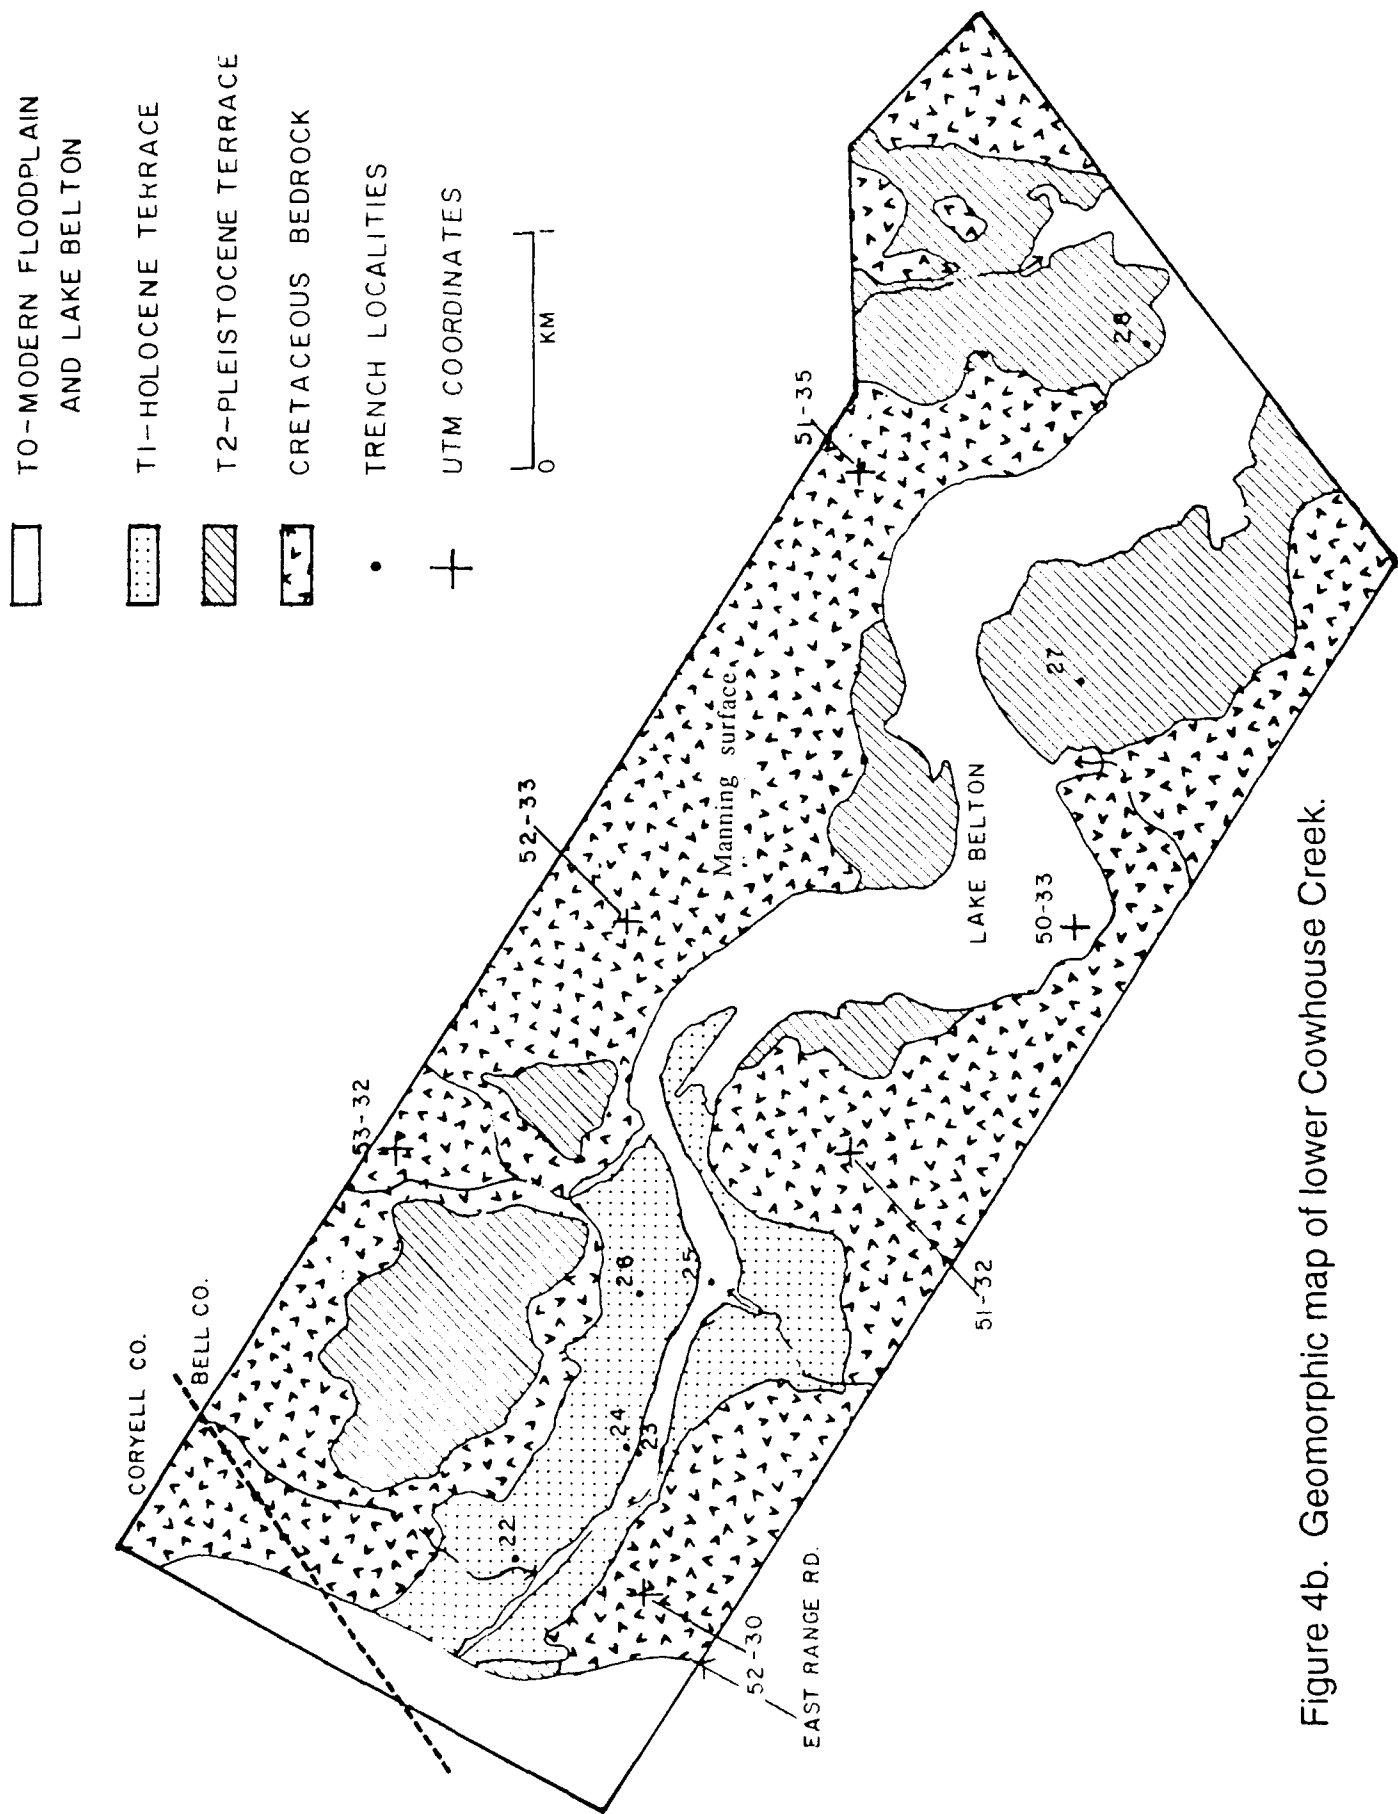 TO-MODERN FLOODPLAIN
AND LAKE BELTON
T1-HOLOCENE TERRACE
T2-PLEISTOCENE TERRACE
CRETACEOUS BEDROCK
TRENCH LOCALITIES
UTM COORDINATES
0 1
KM
CORYELL CO.
BELL CO.
53-32
52-33
51-35
Manning surface
22
24
23
26
25
27
28
LAKE BELTON
50-33
51-32
52-30
EAST RANGE RD.
Figure 4b. Geomorphic map of lower Cowhouse Creek.